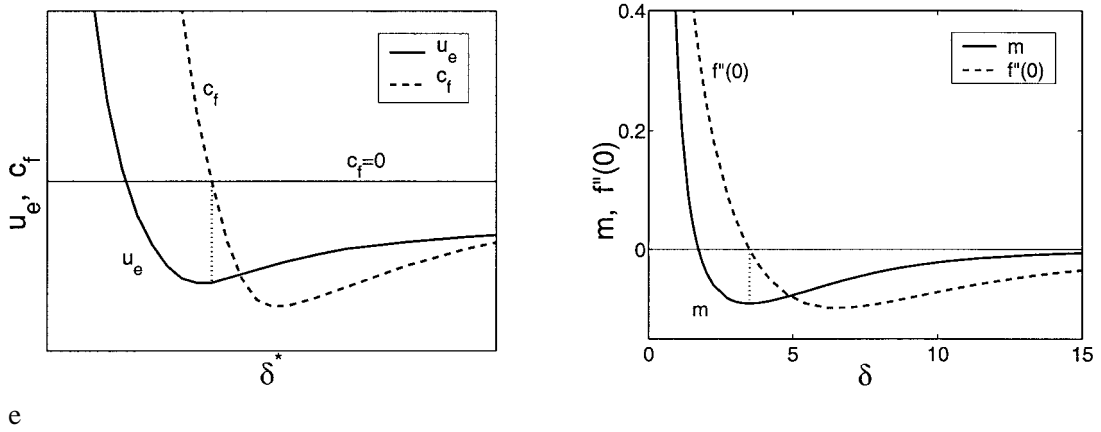 u_e
c_f
c_f
c_f=0
u_e
u_e, c_f
δ*
0.4
m
f"(0)
f"(0)
0.2
m, f"(0)
0
m
0
5
10
15
δ
e